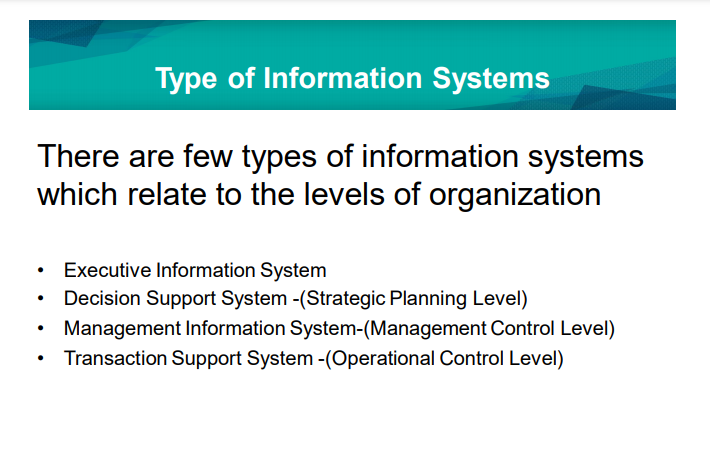 Type of Information Systems
There are few types of information systems
which relate to the levels of organization
• Executive Information System
• Decision Support System -(Strategic Planning Level)
• Management Information System-(Management Control Level)
• Transaction Support System -(Operational Control Level)